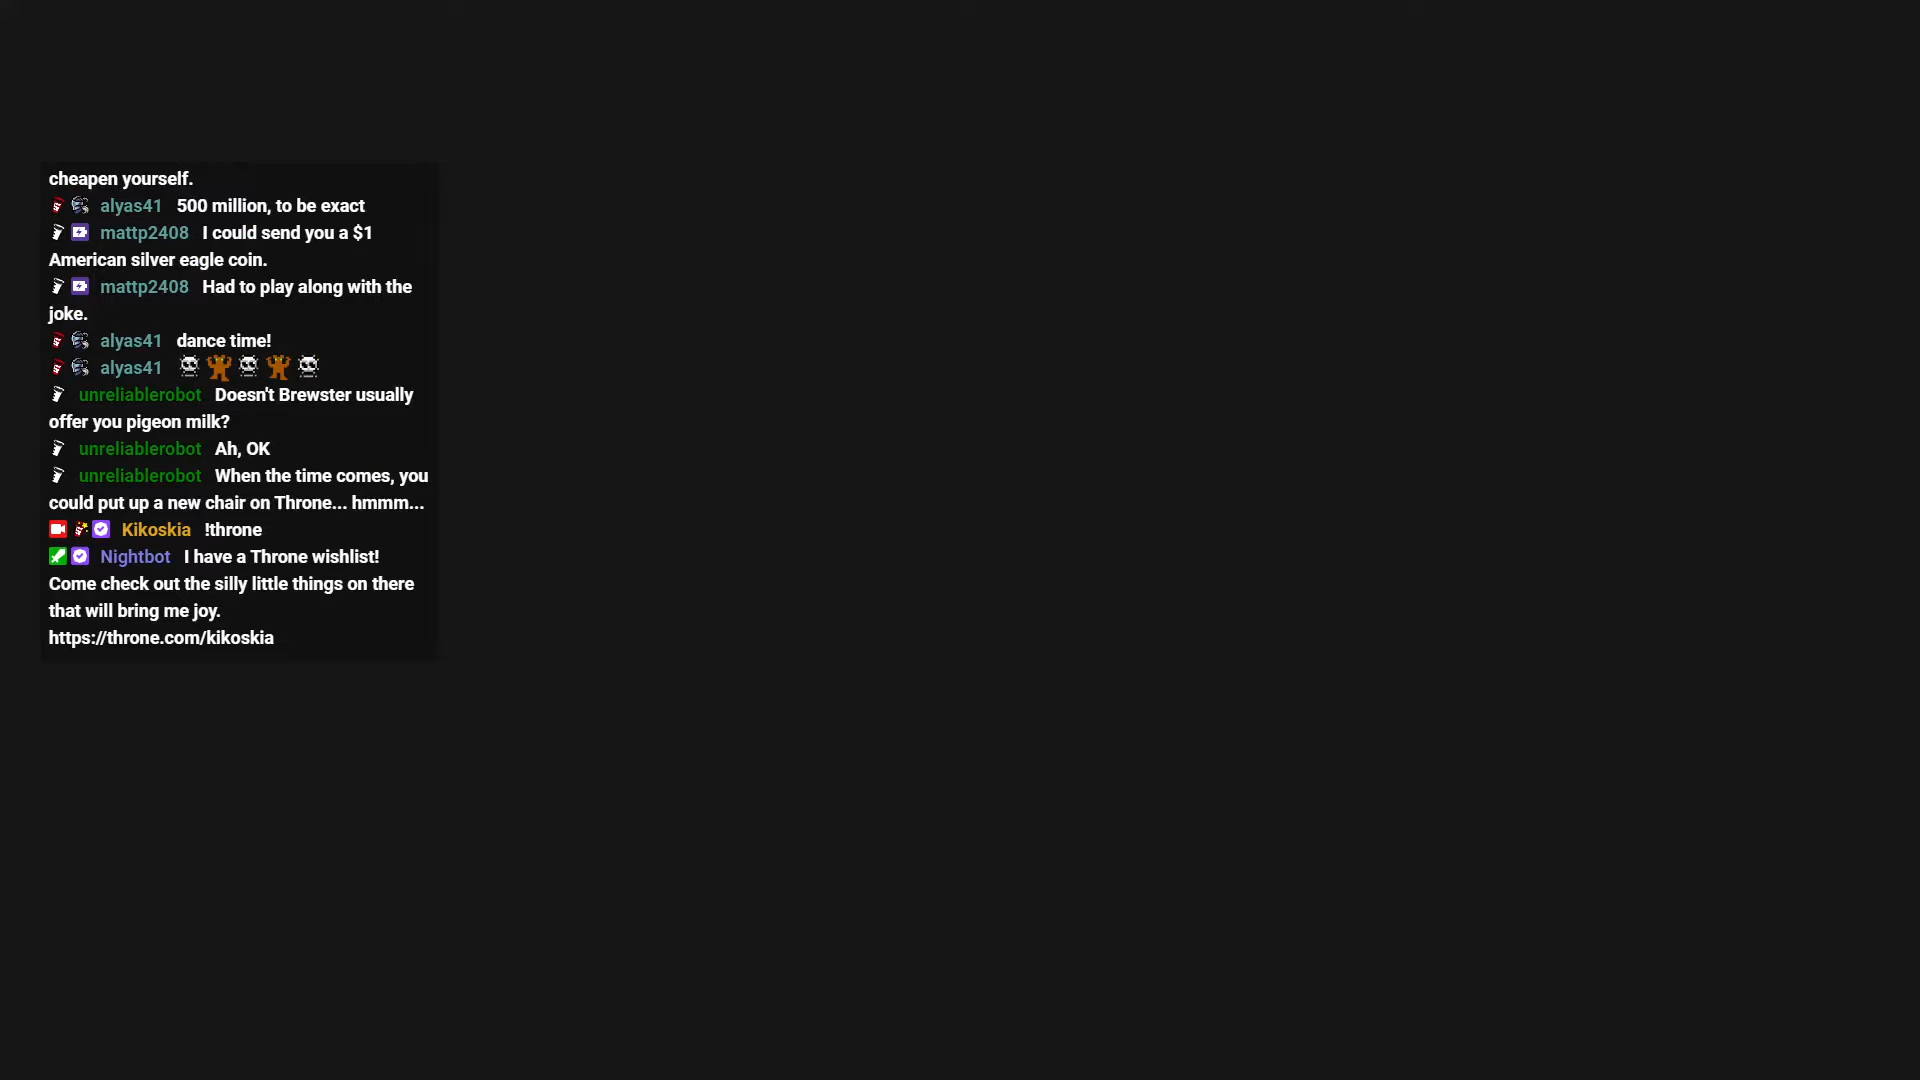 cheapen yourself.
alyas41 500 million, to be exact
mattp2408 I could send you a $1
American silver eagle coin.
mattp2408 Had to play along with the
joke.
alyas41 dance time!
alyas41
unreliablerobot Doesn't Brewster usually
offer you pigeon milk?
unreliablerobot Ah, OK
unreliablerobot When the time comes, you
could put up a new chair on Throne... hmmm...
Kikoskia !throne
Nightbot I have a Throne wishlist!
Come check out the silly little things on there
that will bring me joy.
https://throne.com/kikoskia